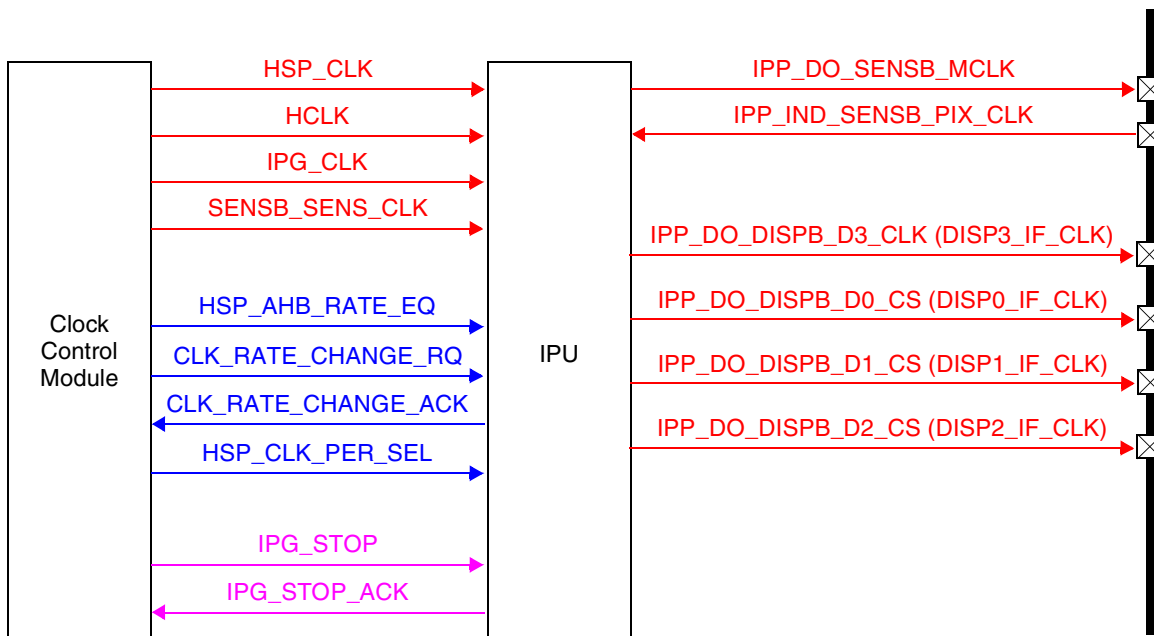 HSP_CLK
HCLK
IPG_CLK
SENSB_SENS_CLK
HSP_AHB_RATE_EQ
CLK_RATE_CHANGE_RQ
CLK_RATE_CHANGE_ACK
HSP_CLK_PER_SEL
IPG_STOP
IPG_STOP_ACK
Clock
Control
Module
IPU
IPP_DO_SENSB_MCLK
IPP_IND_SENSB_PIX_CLK
IPP_DO_DISPB_D3_CLK (DISP3_IF_CLK)
IPP_DO_DISPB_D0_CS (DISP0_IF_CLK)
IPP_DO_DISPB_D1_CS (DISP1_IF_CLK)
IPP_DO_DISPB_D2_CS (DISP2_IF_CLK)